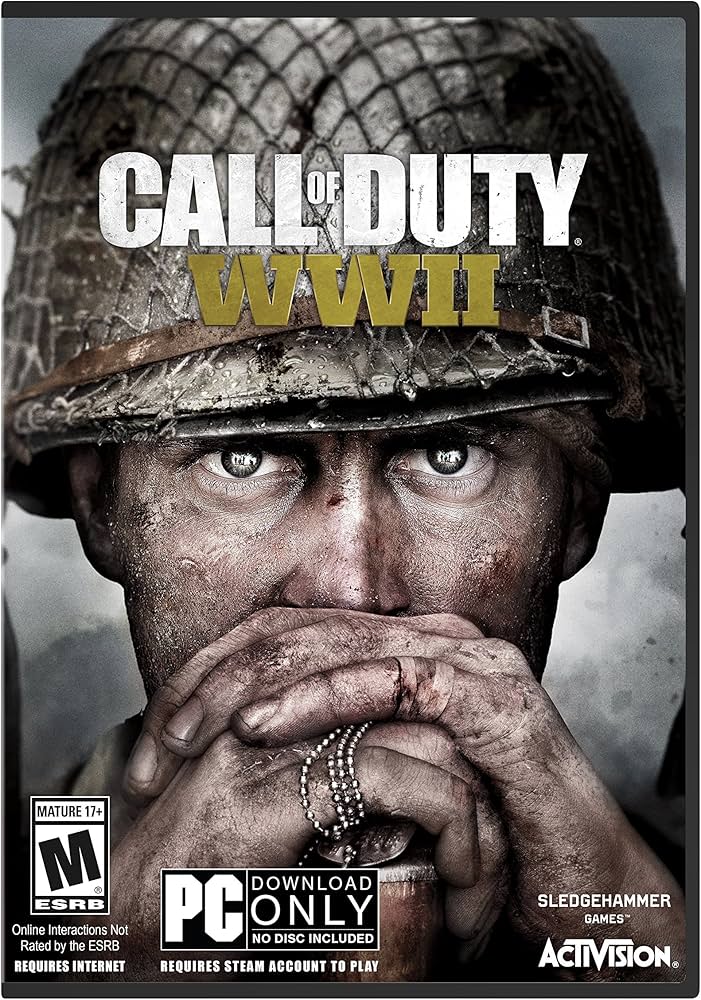 CALL OF DUTY®
WWII
MATURE 17+
M®
ESRB
Online Interactions Not
Rated by the ESRB
REQUIRES INTERNET
PC
DOWNLOAD
ONLY
NO DISC INCLUDED
REQUIRES STEAM ACCOUNT TO PLAY
SLEDGEHAMMER
GAMES™
ACTIVISION®